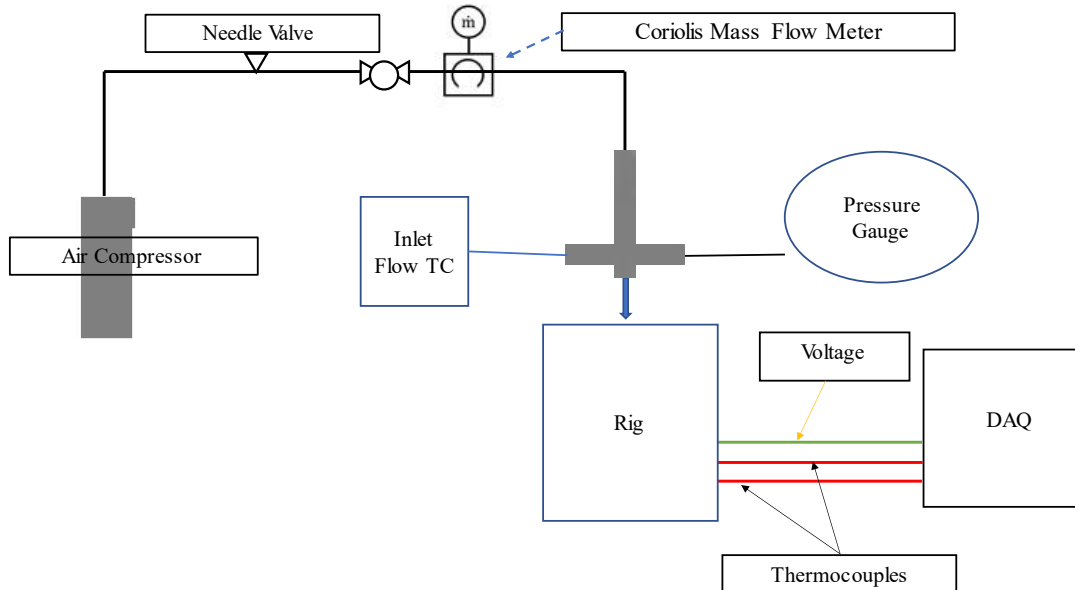 Needle Valve
ṁ
Coriolis Mass Flow Meter
Air Compressor
Inlet
Flow TC
Pressure
Gauge
Voltage
Rig
DAQ
Thermocouples